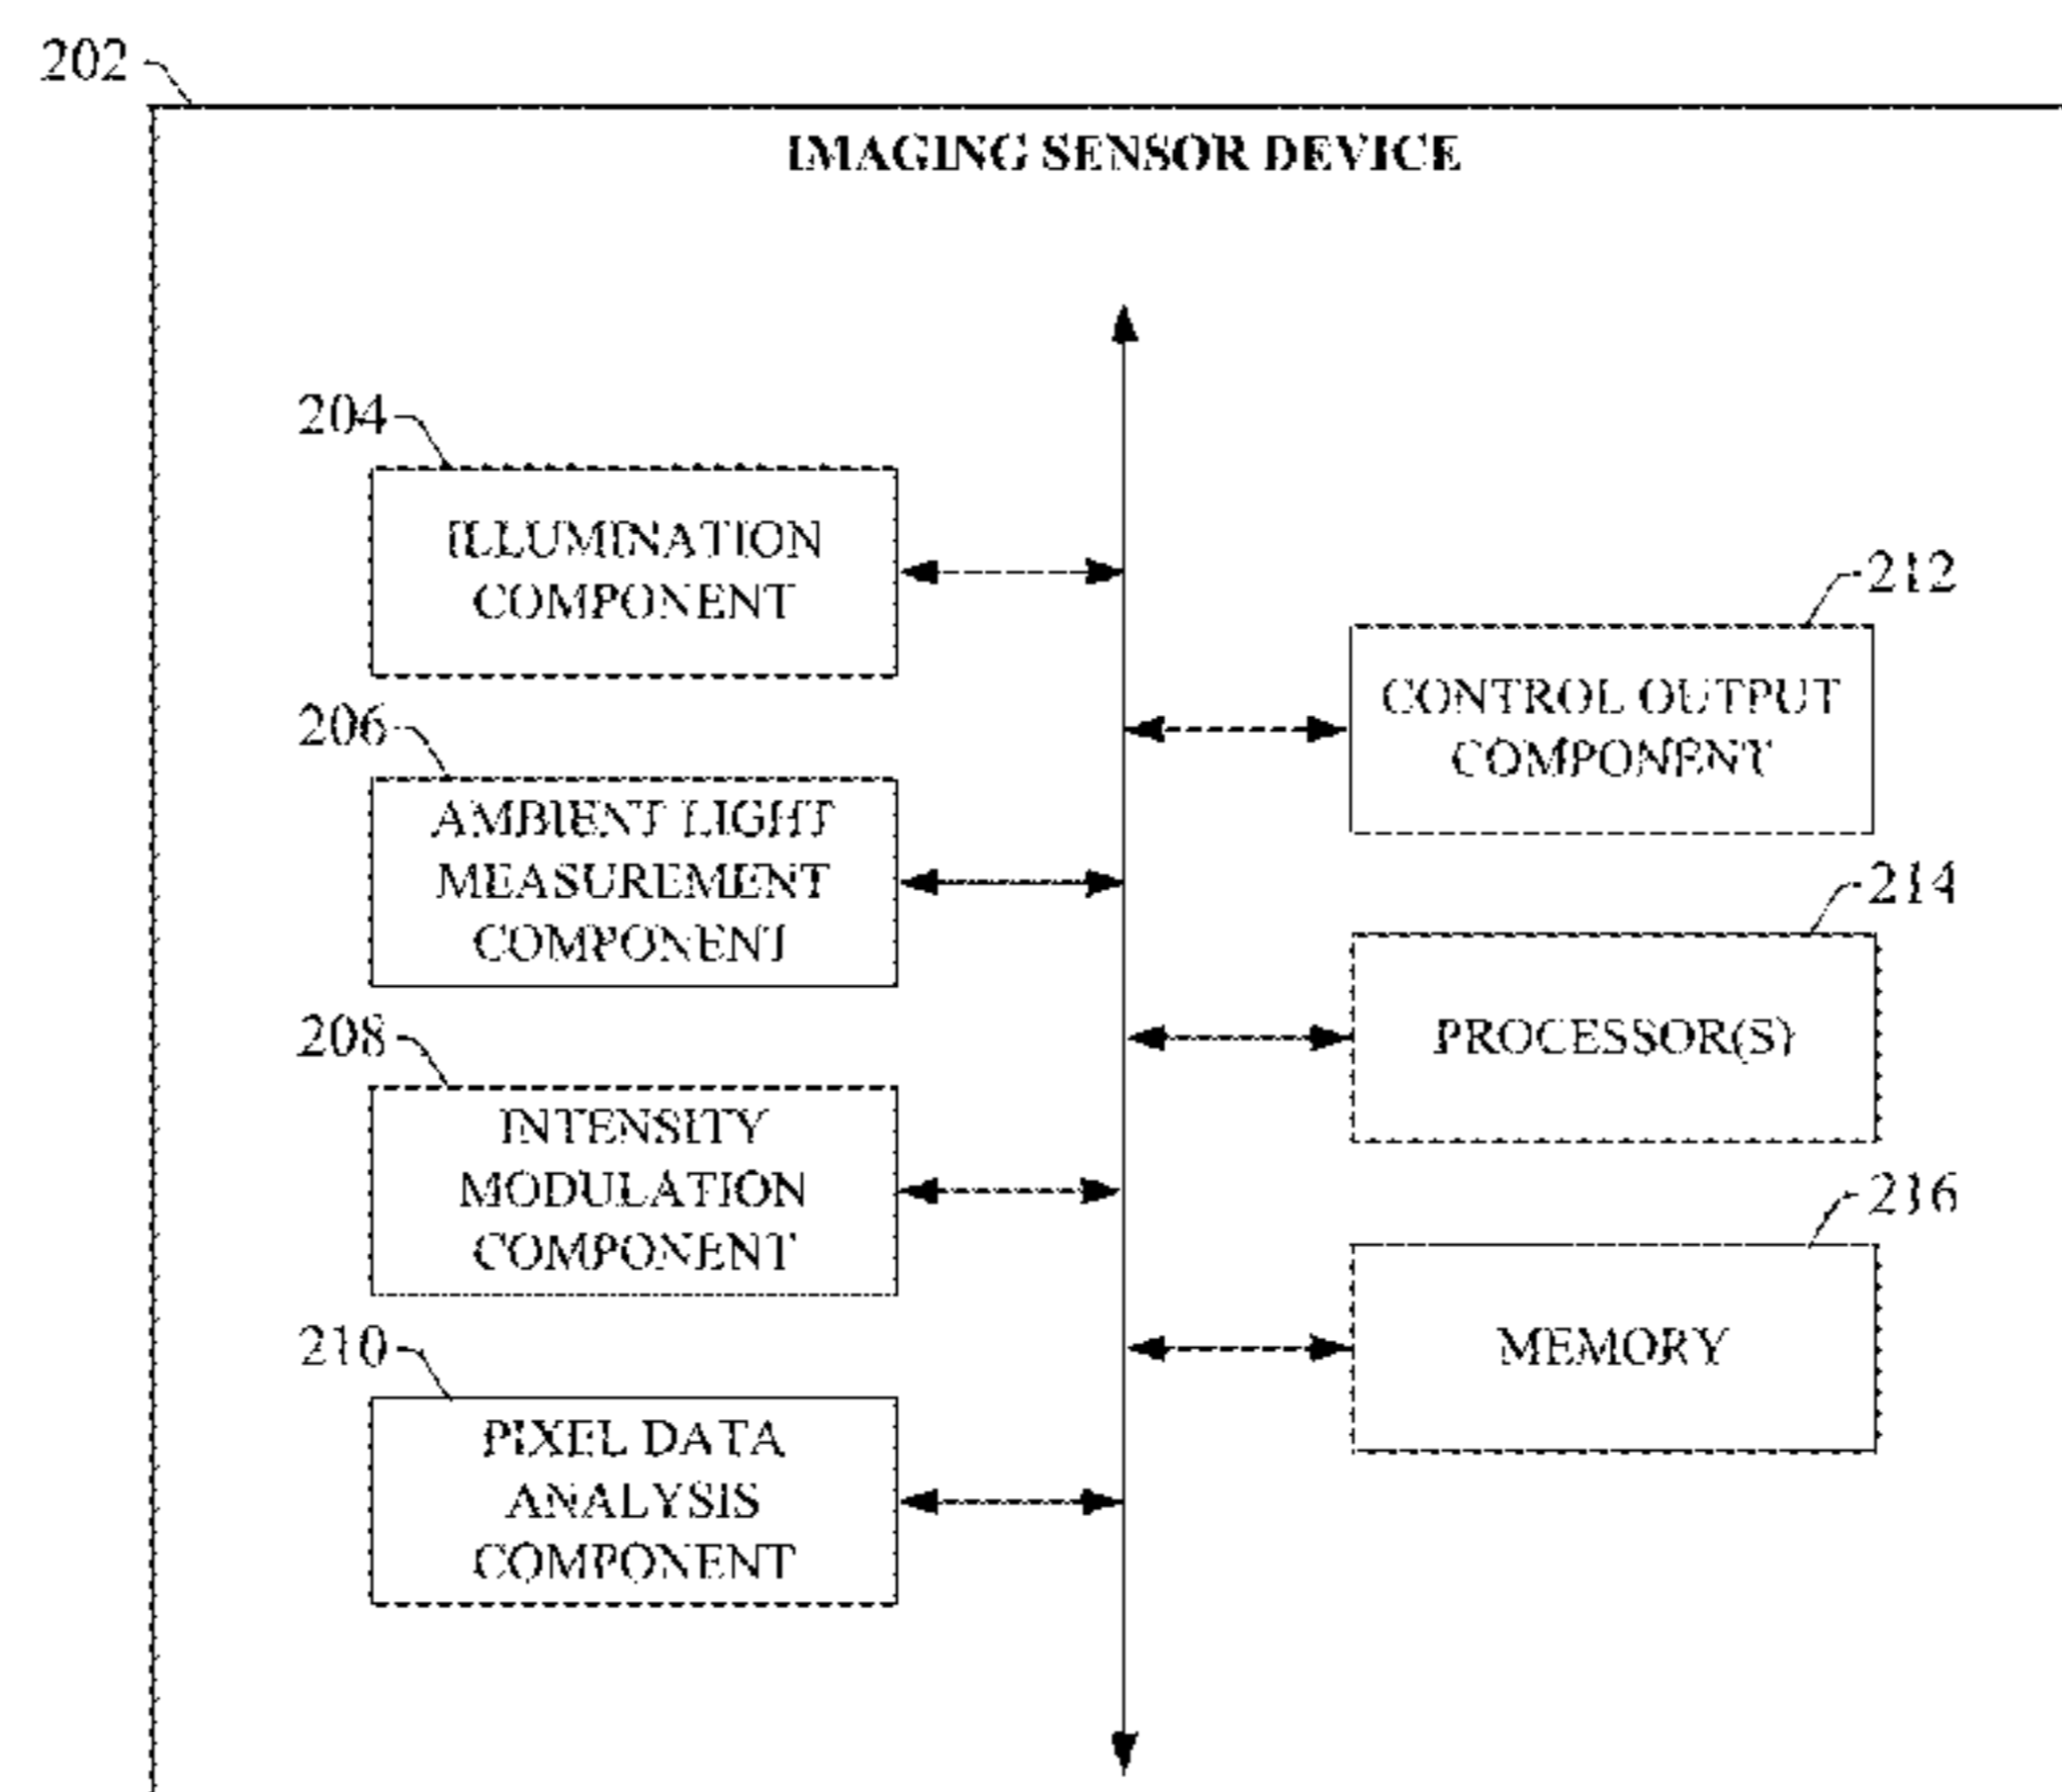 202
IMAGING SENSOR DEVICE
204
ILLUMINATION
COMPONENT
206
AMBIENT LIGHT
MEASUREMENT
COMPONENT
208
INTENSITY
MODULATION
COMPONENT
210
PIXEL DATA
ANALYSIS
COMPONENT
212
CONTROL OUTPUT
COMPONENT
214
PROCESSOR(S)
216
MEMORY